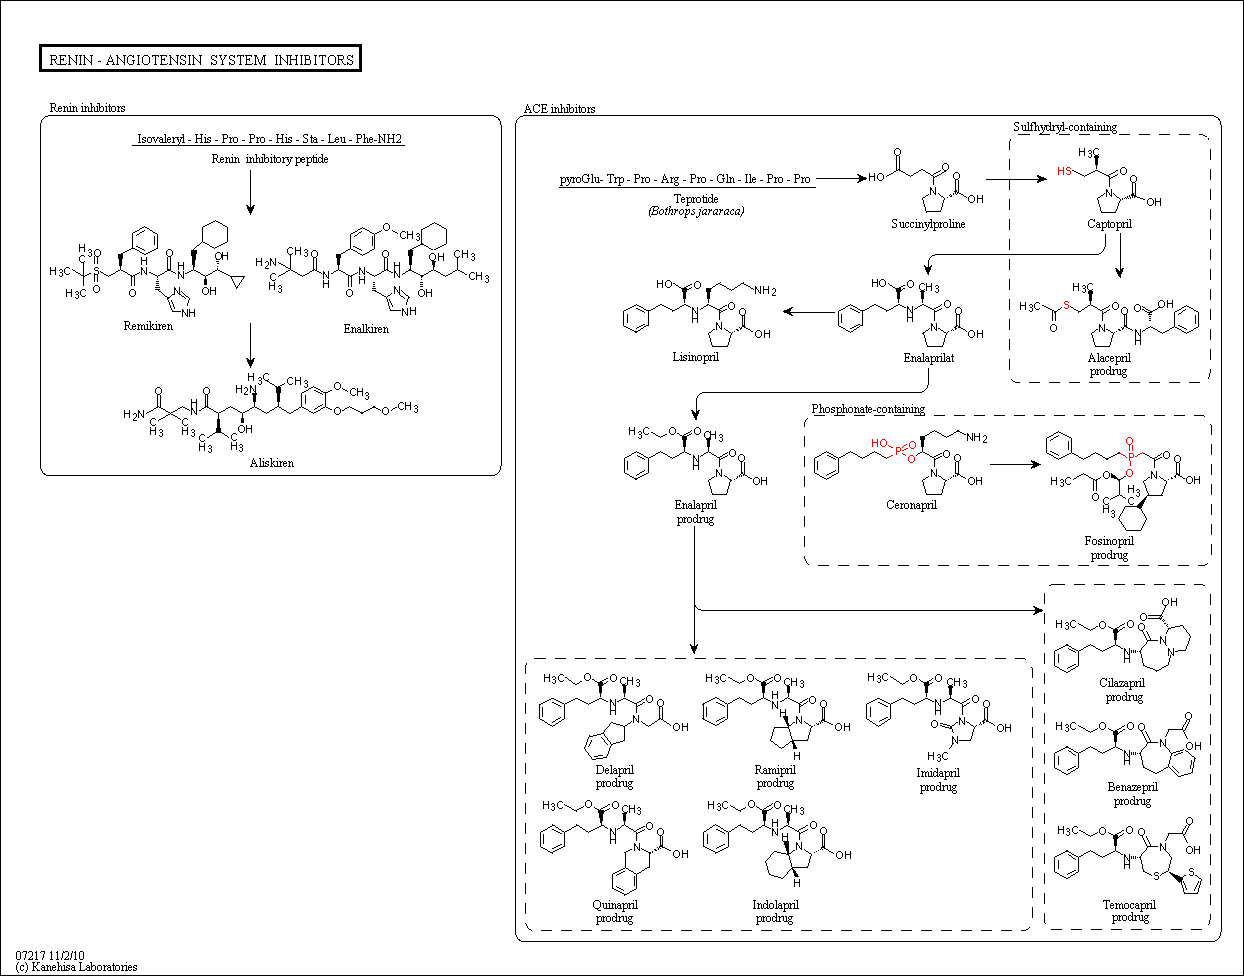 RENIN - ANGIOTENSIN SYSTEM INHIBITORS
Renin inhibitors
Isovaleryl - His - Pro - Pro - His - Sta - Leu - Phe-NH2
Renin inhibitory peptide
Remikiren
Enalkiren
Aliskiren
ACE inhibitors
pyroGlu- Trp - Pro - Arg - Pro - Gln - Ile - Pro - Pro
Teprotide
(Bothrops jararaca)
Succinylproline
Sulfhydryl-containing
Captopril
Lisinopril
Enalaprilat
Alacepril
prodrug
Enalapril
prodrug
Phosphonate-containing
Ceronapril
Fosinopril
prodrug
Cilazapril
prodrug
Delapril
prodrug
Ramipril
prodrug
Imidapril
prodrug
Benazepril
prodrug
Quinapril
prodrug
Indolapril
prodrug
Temocapril
prodrug
07217 11/2/10
(c) Kanehisa Laboratories